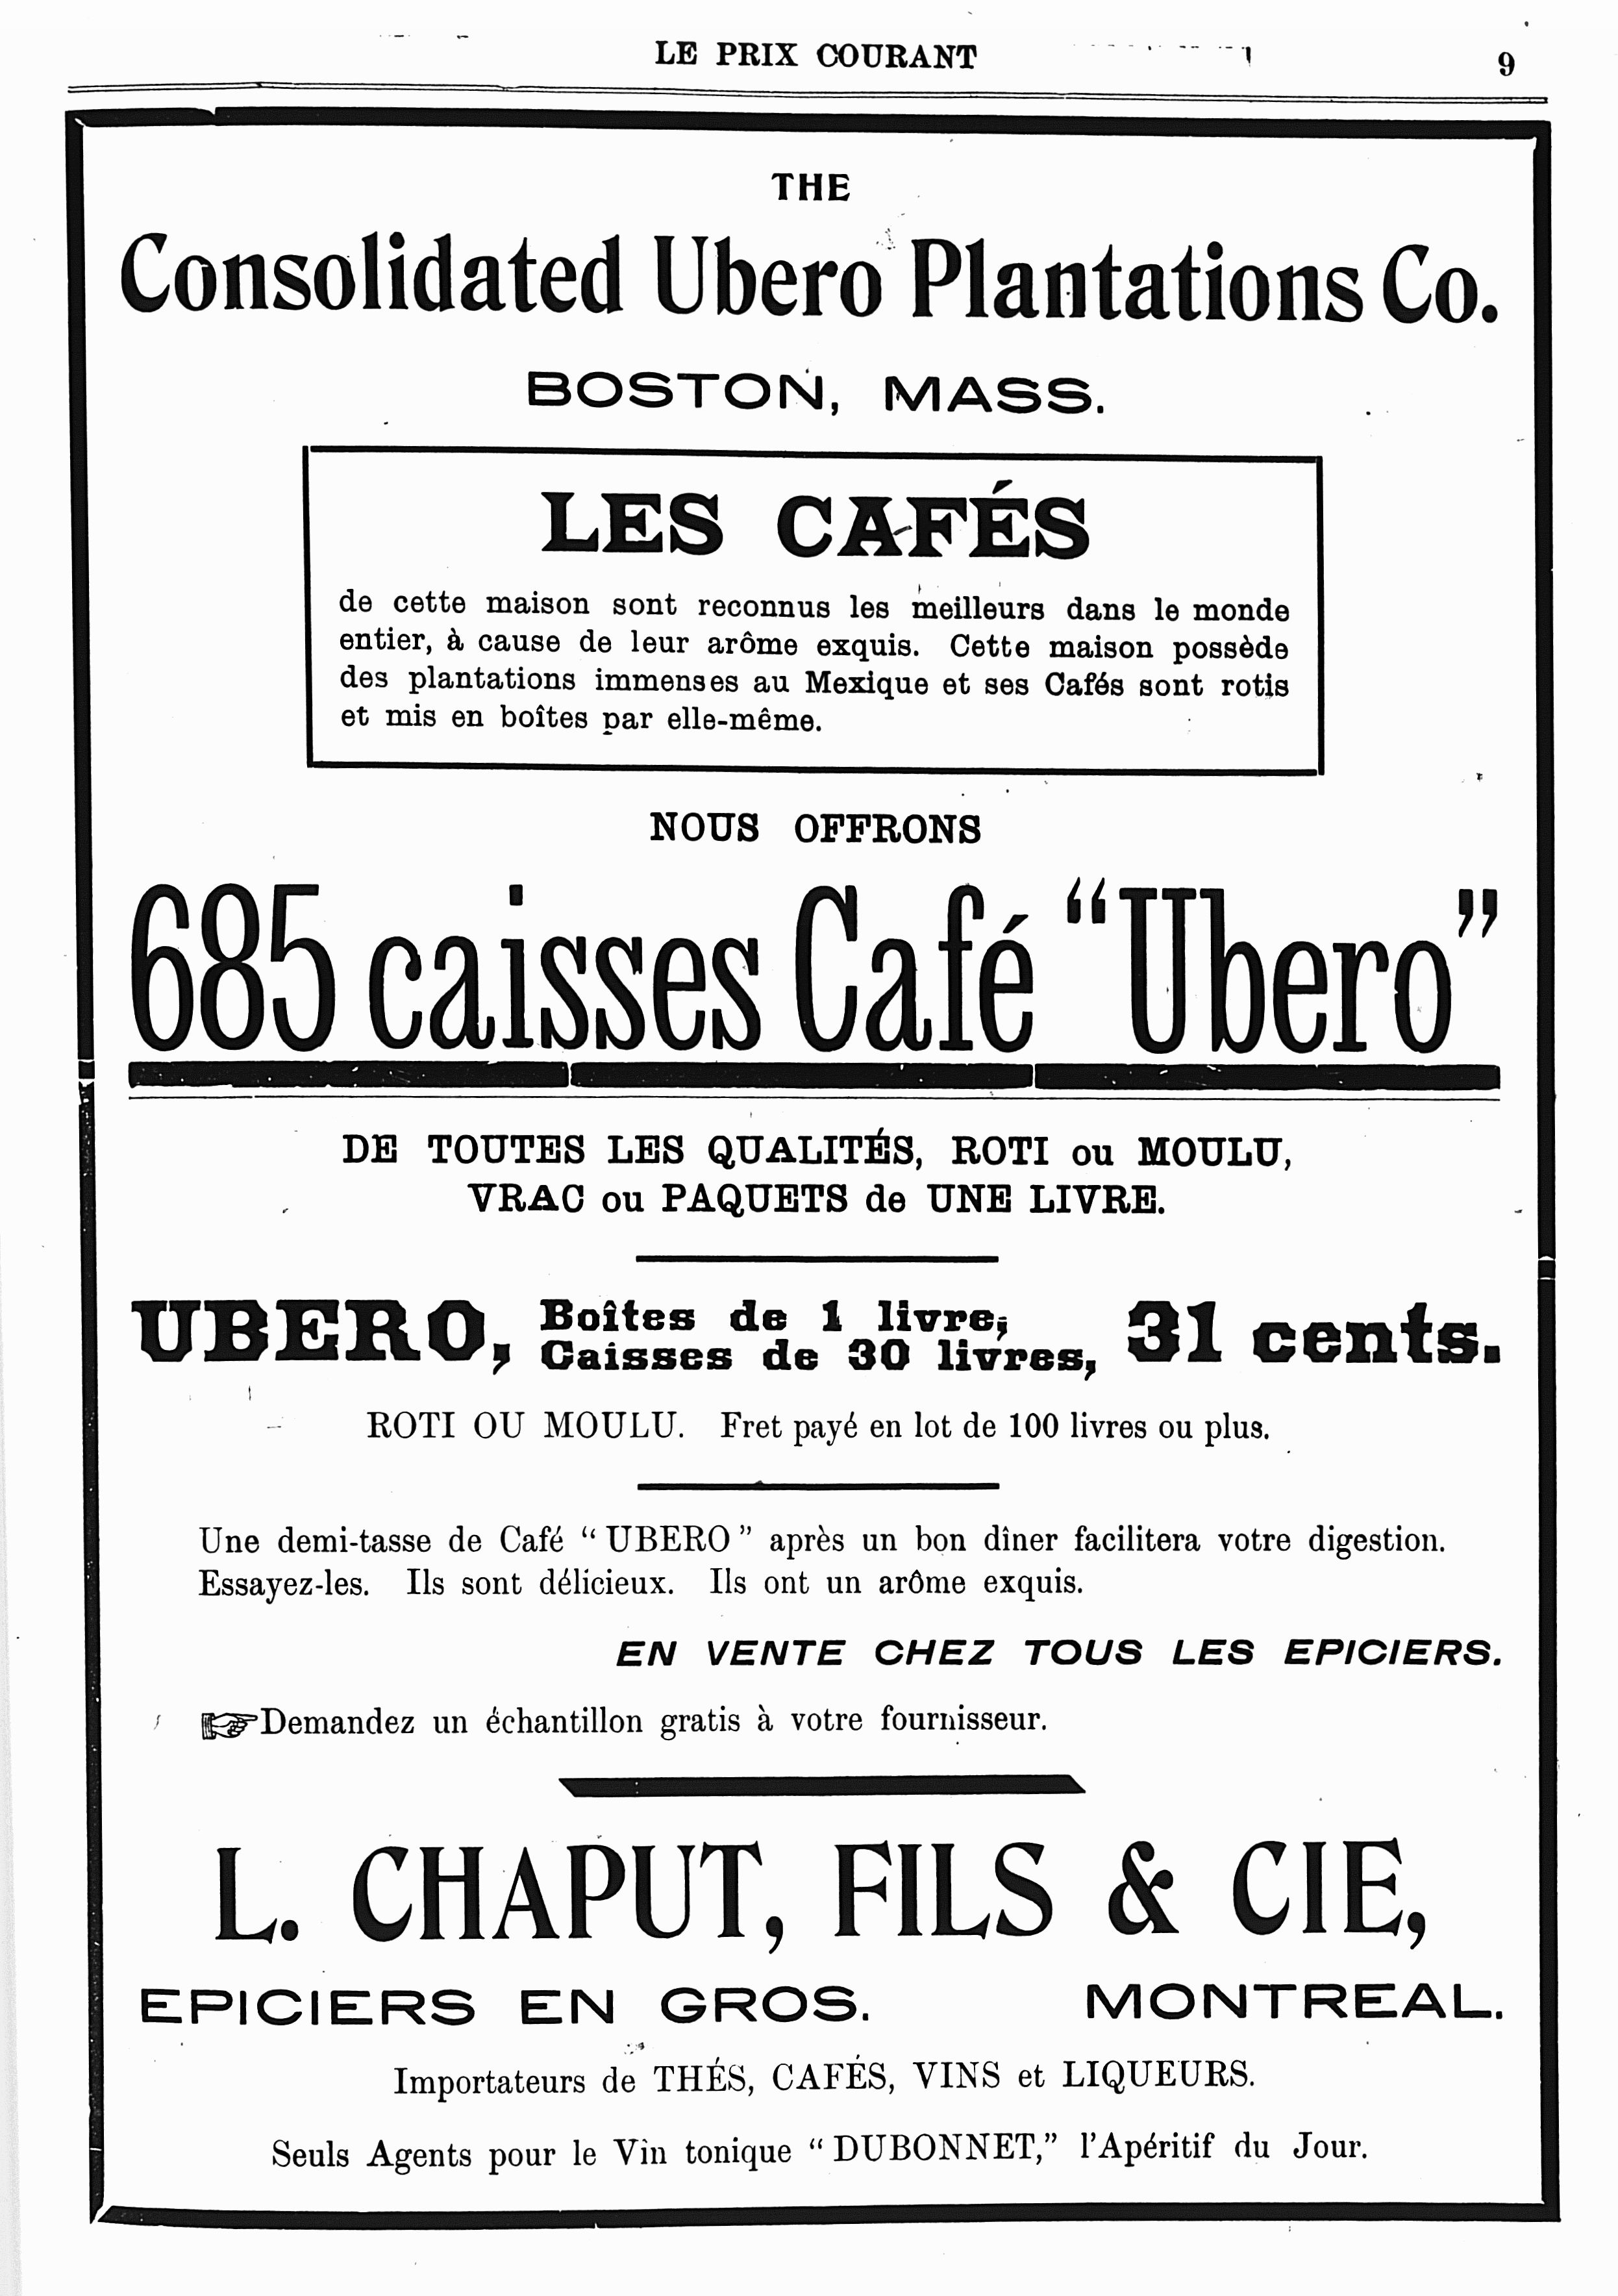 LE PRIX COURANT 9
THE
Consolidated Ubero Plantations Co.
BOSTON, MASS.
LES CAFÉS
de cette maison sont reconnus les meilleurs dans le monde
entier, à cause de leur arôme exquis. Cette maison possède
des plantations immenses au Mexique et ses Cafés sont rotis
et mis en boîtes par elle-même.
NOUS OFFRONS
685 caisses Café "Ubero"
DE TOUTES LES QUALITÉS, ROTI ou MOULU,
VRAC ou PAQUETS de UNE LIVRE.
UBERO, Boîtes de 1 livre, 31 cents.
Caisses de 30 livres,
ROTI OU MOULU. Fret payé en lot de 100 livres ou plus.
Une demi-tasse de Café "UBERO" après un bon dîner facilitera votre digestion.
Essayez-les. Ils sont délicieux. Ils ont un arôme exquis.
EN VENTE CHEZ TOUS LES EPICIERS.
☞Demandez un échantillon gratis à votre fournisseur.
L. CHAPUT, FILS & CIE,
EPICIERS EN GROS. MONTREAL.
Importateurs de THÉS, CAFÉS, VINS et LIQUEURS.
Seuls Agents pour le Vin tonique "DUBONNET," l'Apéritif du Jour.